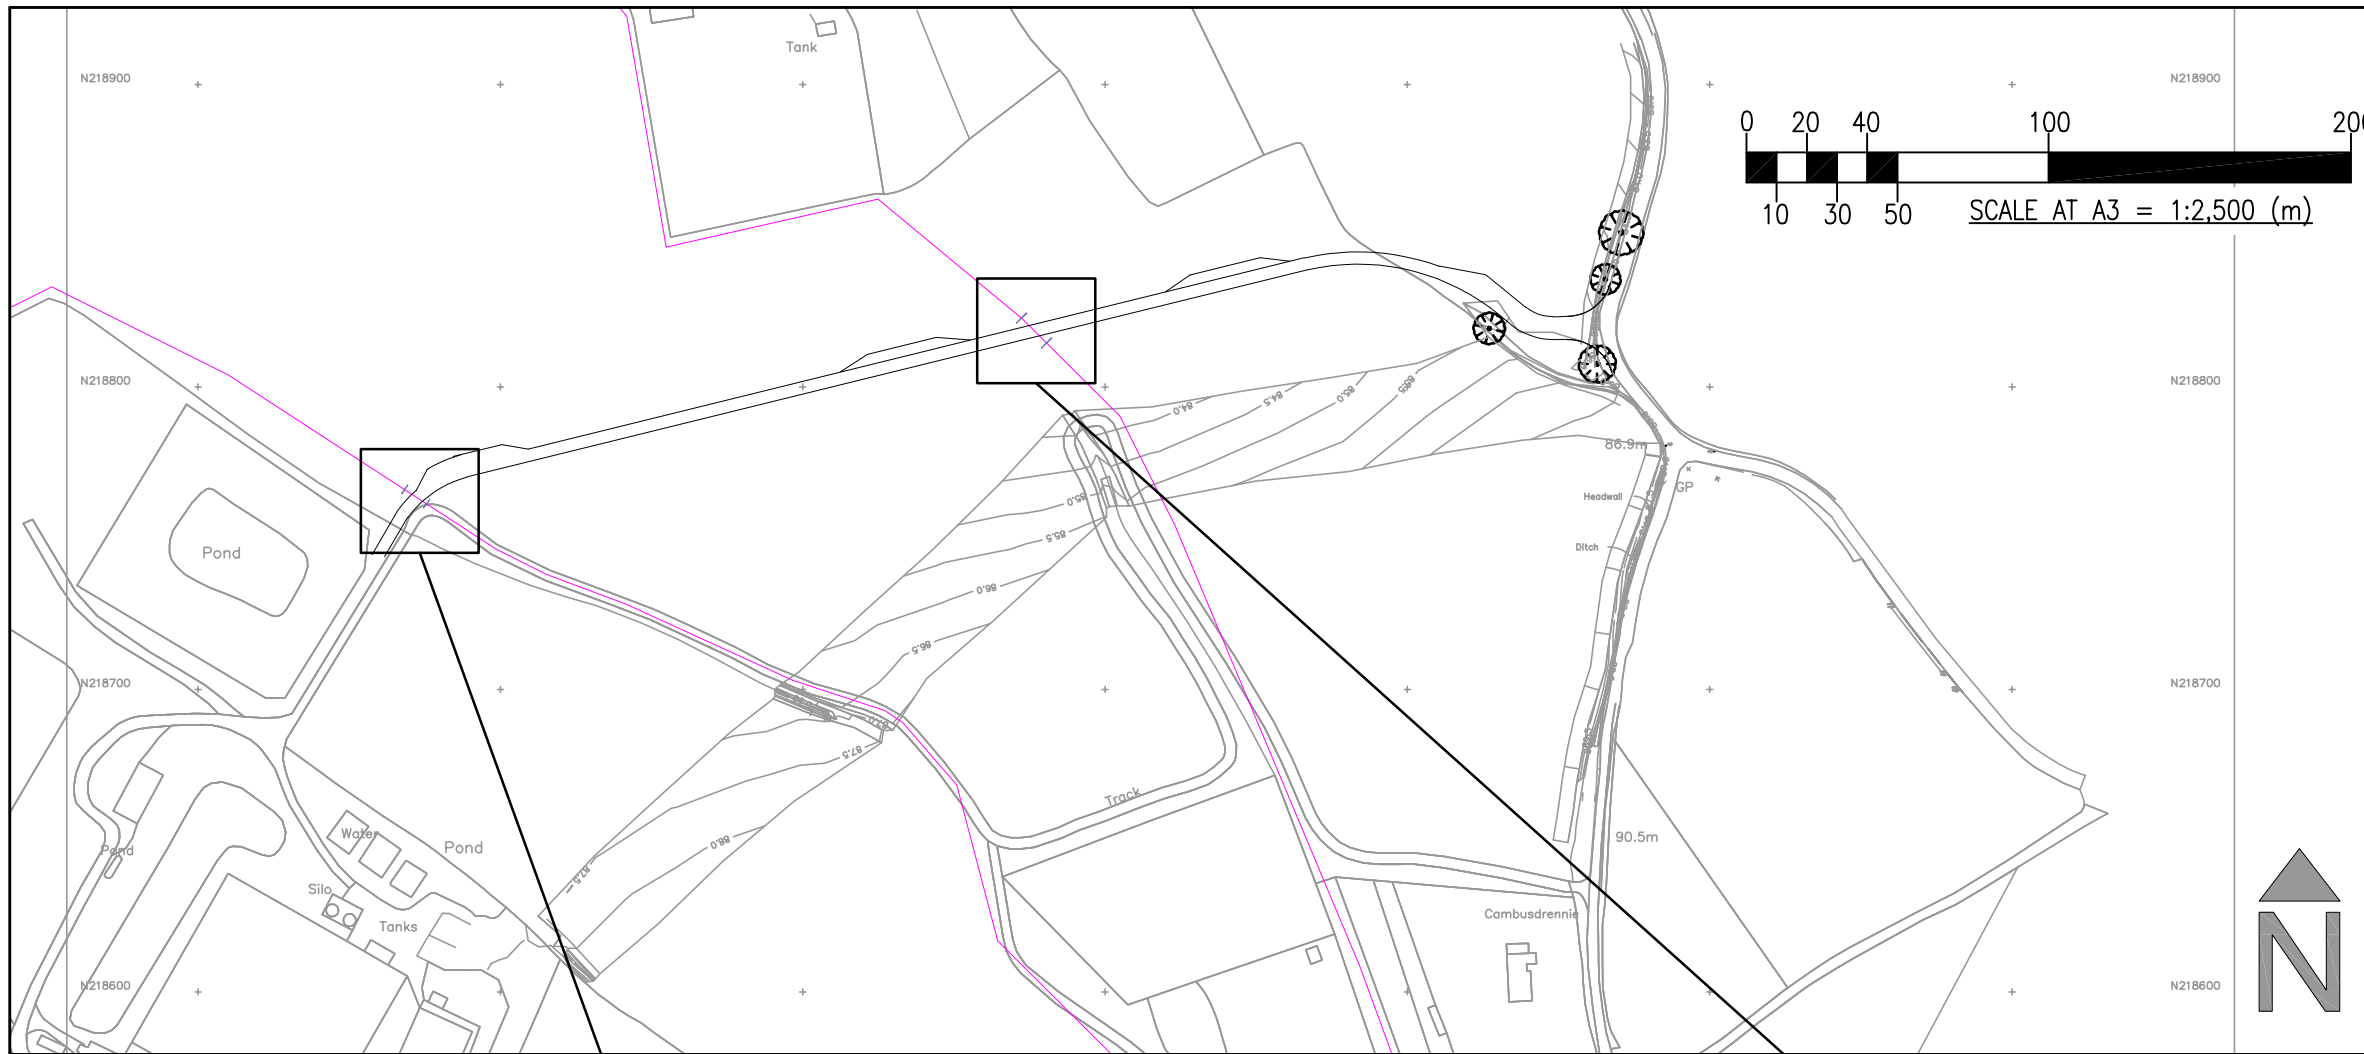 Tank
N218900
N218900
0 20 40 100
10 30 50
SCALE AT A3 = 1:2,500 (m)
N218800
N218800
84.0
84.5
85.0
85.5
86.9m
GP
Headwall
85.0
85.5
Ditch
Pond
86.0
86.5
N218700
N218700
87.5
Track
Water
Pond
Pond
90.5m
88.0
87.5
Silo
Tanks
Cambusdrennie
N218600
N218600
N